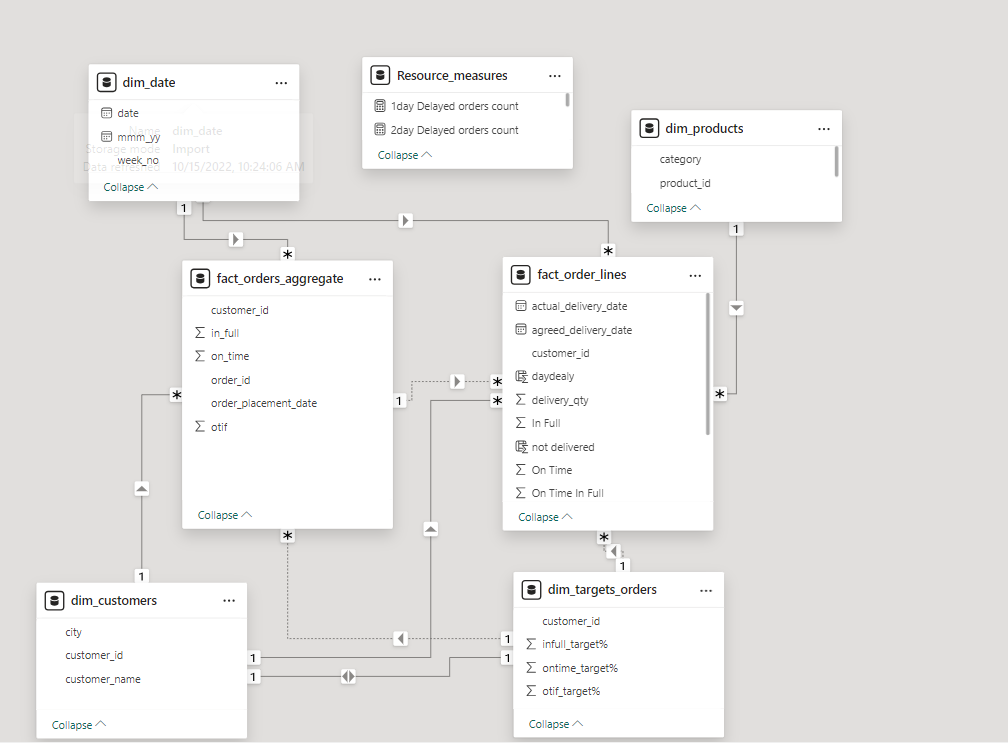 dim_date
...
date
mmm_yy
week_no
Name dim_date
Storage mode Import
Data refreshed 10/15/2022, 10:24:06 AM
Collapse
Resource_measures
...
1day Delayed orders count
2day Delayed orders count
Collapse
dim_products
...
category
product_id
Collapse
1
1
*
*
fact_orders_aggregate
...
customer_id
Σ in_full
Σ on_time
order_id
order_placement_date
Σ otif
Collapse
*
1
*
fact_order_lines
...
actual_delivery_date
agreed_delivery_date
customer_id
daydealy
Σ delivery_qty
Σ In Full
not delivered
Σ On Time
Σ On Time In Full
Collapse
*
*
*
*
1
1
dim_customers
...
city
customer_id
customer_name
Collapse
1
1
1
1
dim_targets_orders
...
customer_id
Σ infull_target%
Σ ontime_target%
Σ otif_target%
Collapse